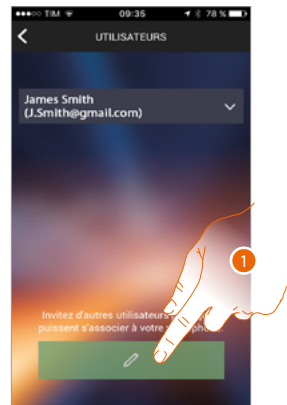 TIM 09:35 78 %
UTILISATEURS
James Smith
(J.Smith@gmail.com)
Invitez d'autres utilisateurs
puissent s'associer à votre
1